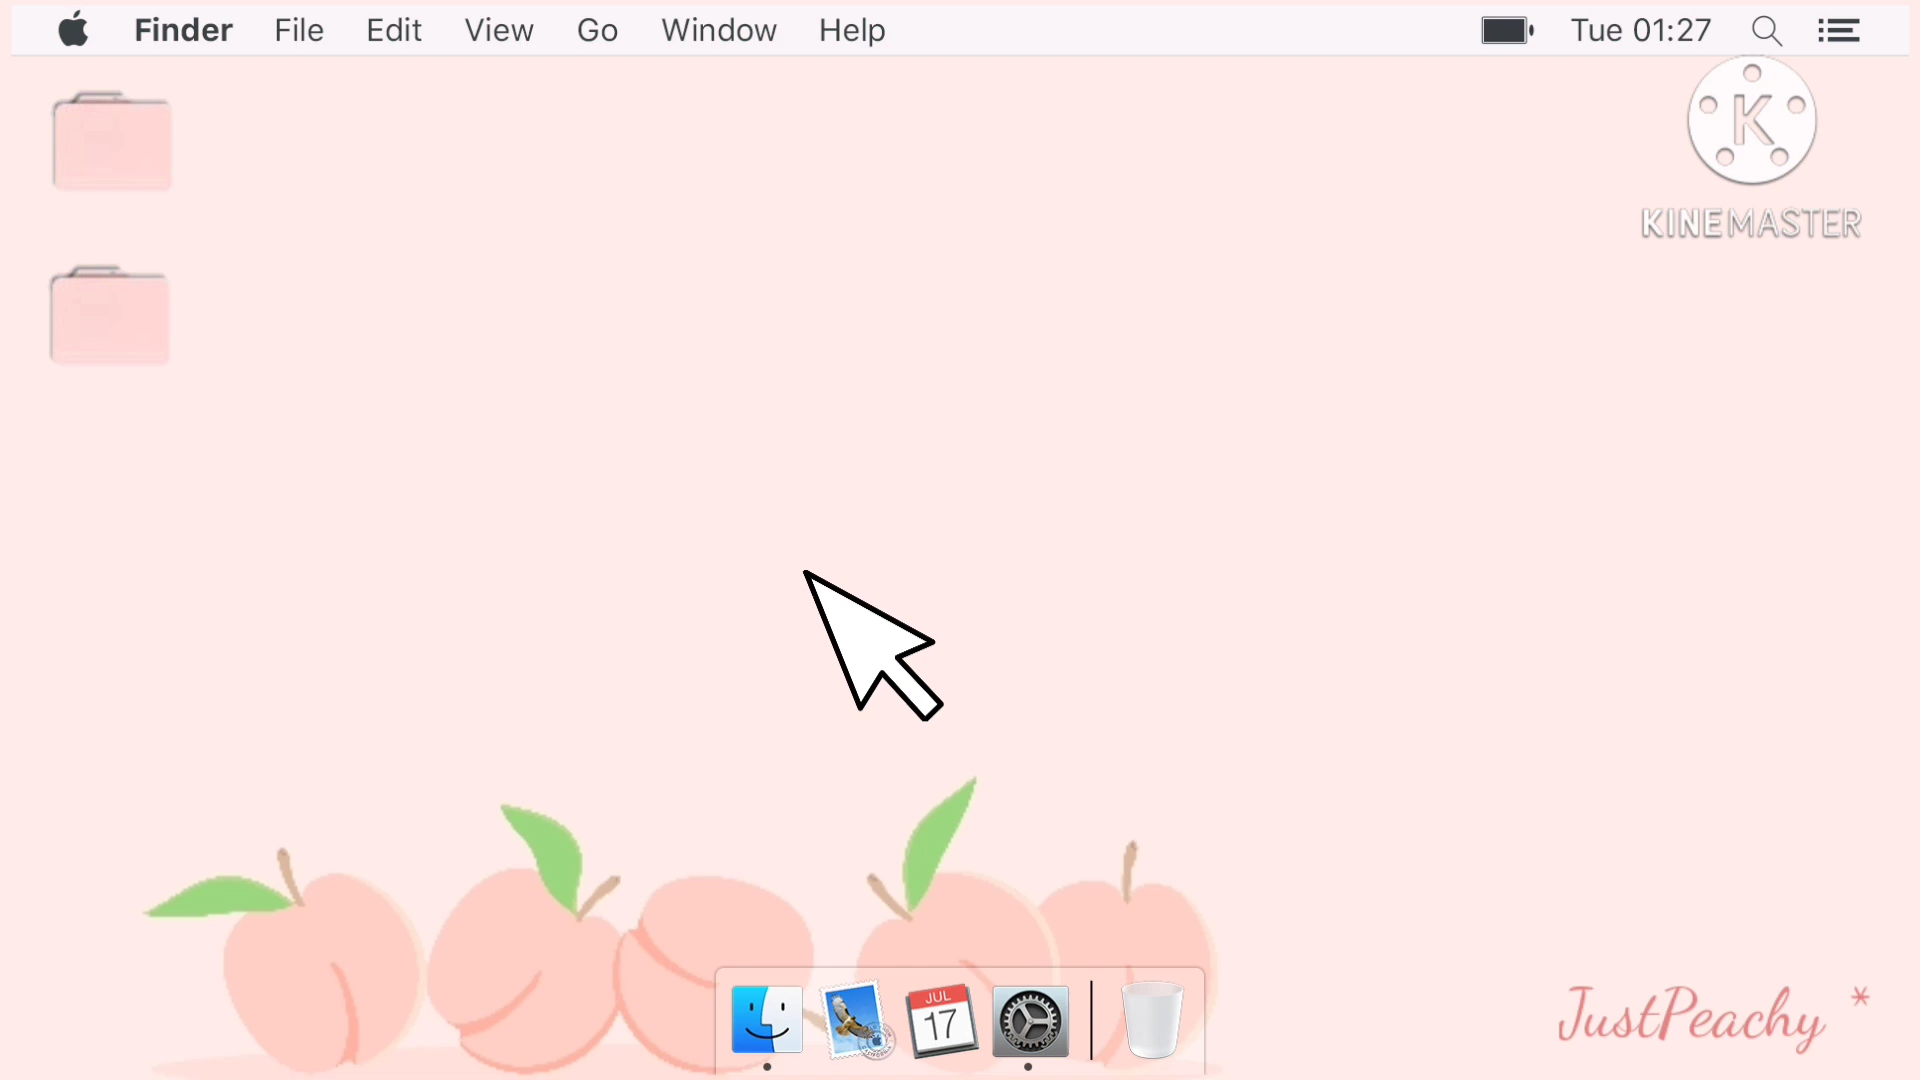 Finder File Edit View Go Window Help Tue 01:27
K
KINEMASTER
JUL
17
JustPeachy *